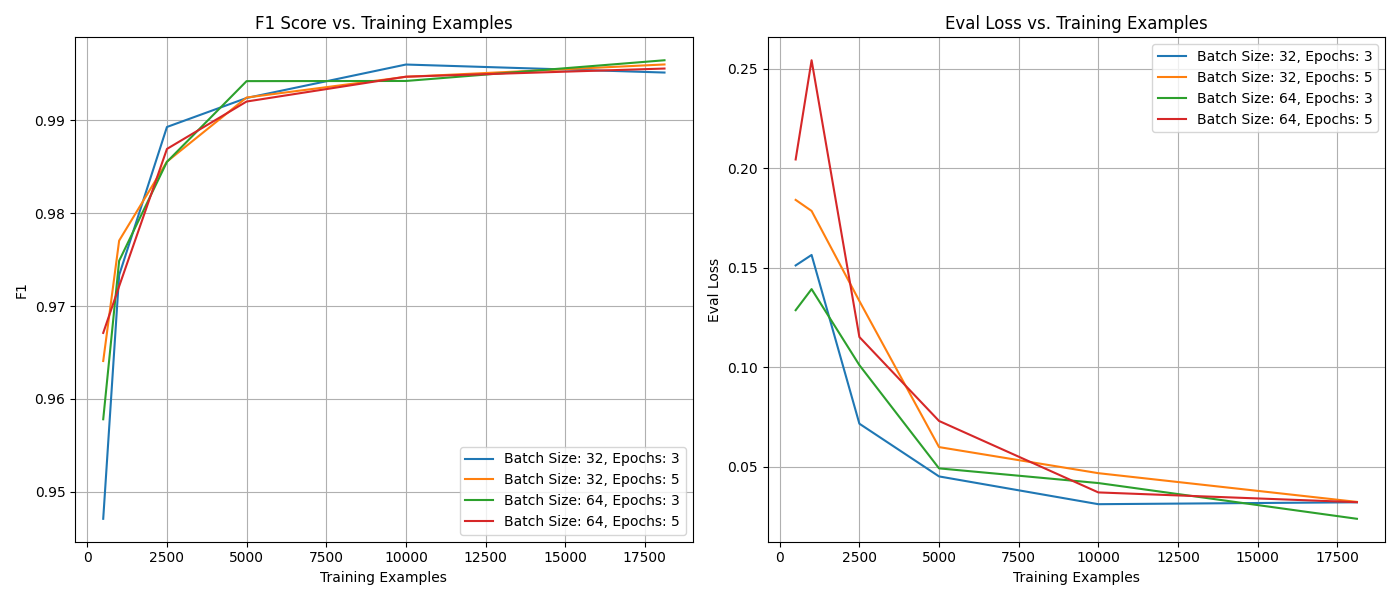 F1 Score vs. Training Examples
F1
0.99
0.98
0.97
0.96
0.95
0
2500
5000
7500
10000
12500
15000
17500
Training Examples
Batch Size: 32, Epochs: 3
Batch Size: 32, Epochs: 5
Batch Size: 64, Epochs: 3
Batch Size: 64, Epochs: 5
Eval Loss vs. Training Examples
Eval Loss
0.25
0.20
0.15
0.10
0.05
0
2500
5000
7500
10000
12500
15000
17500
Training Examples
Batch Size: 32, Epochs: 3
Batch Size: 32, Epochs: 5
Batch Size: 64, Epochs: 3
Batch Size: 64, Epochs: 5